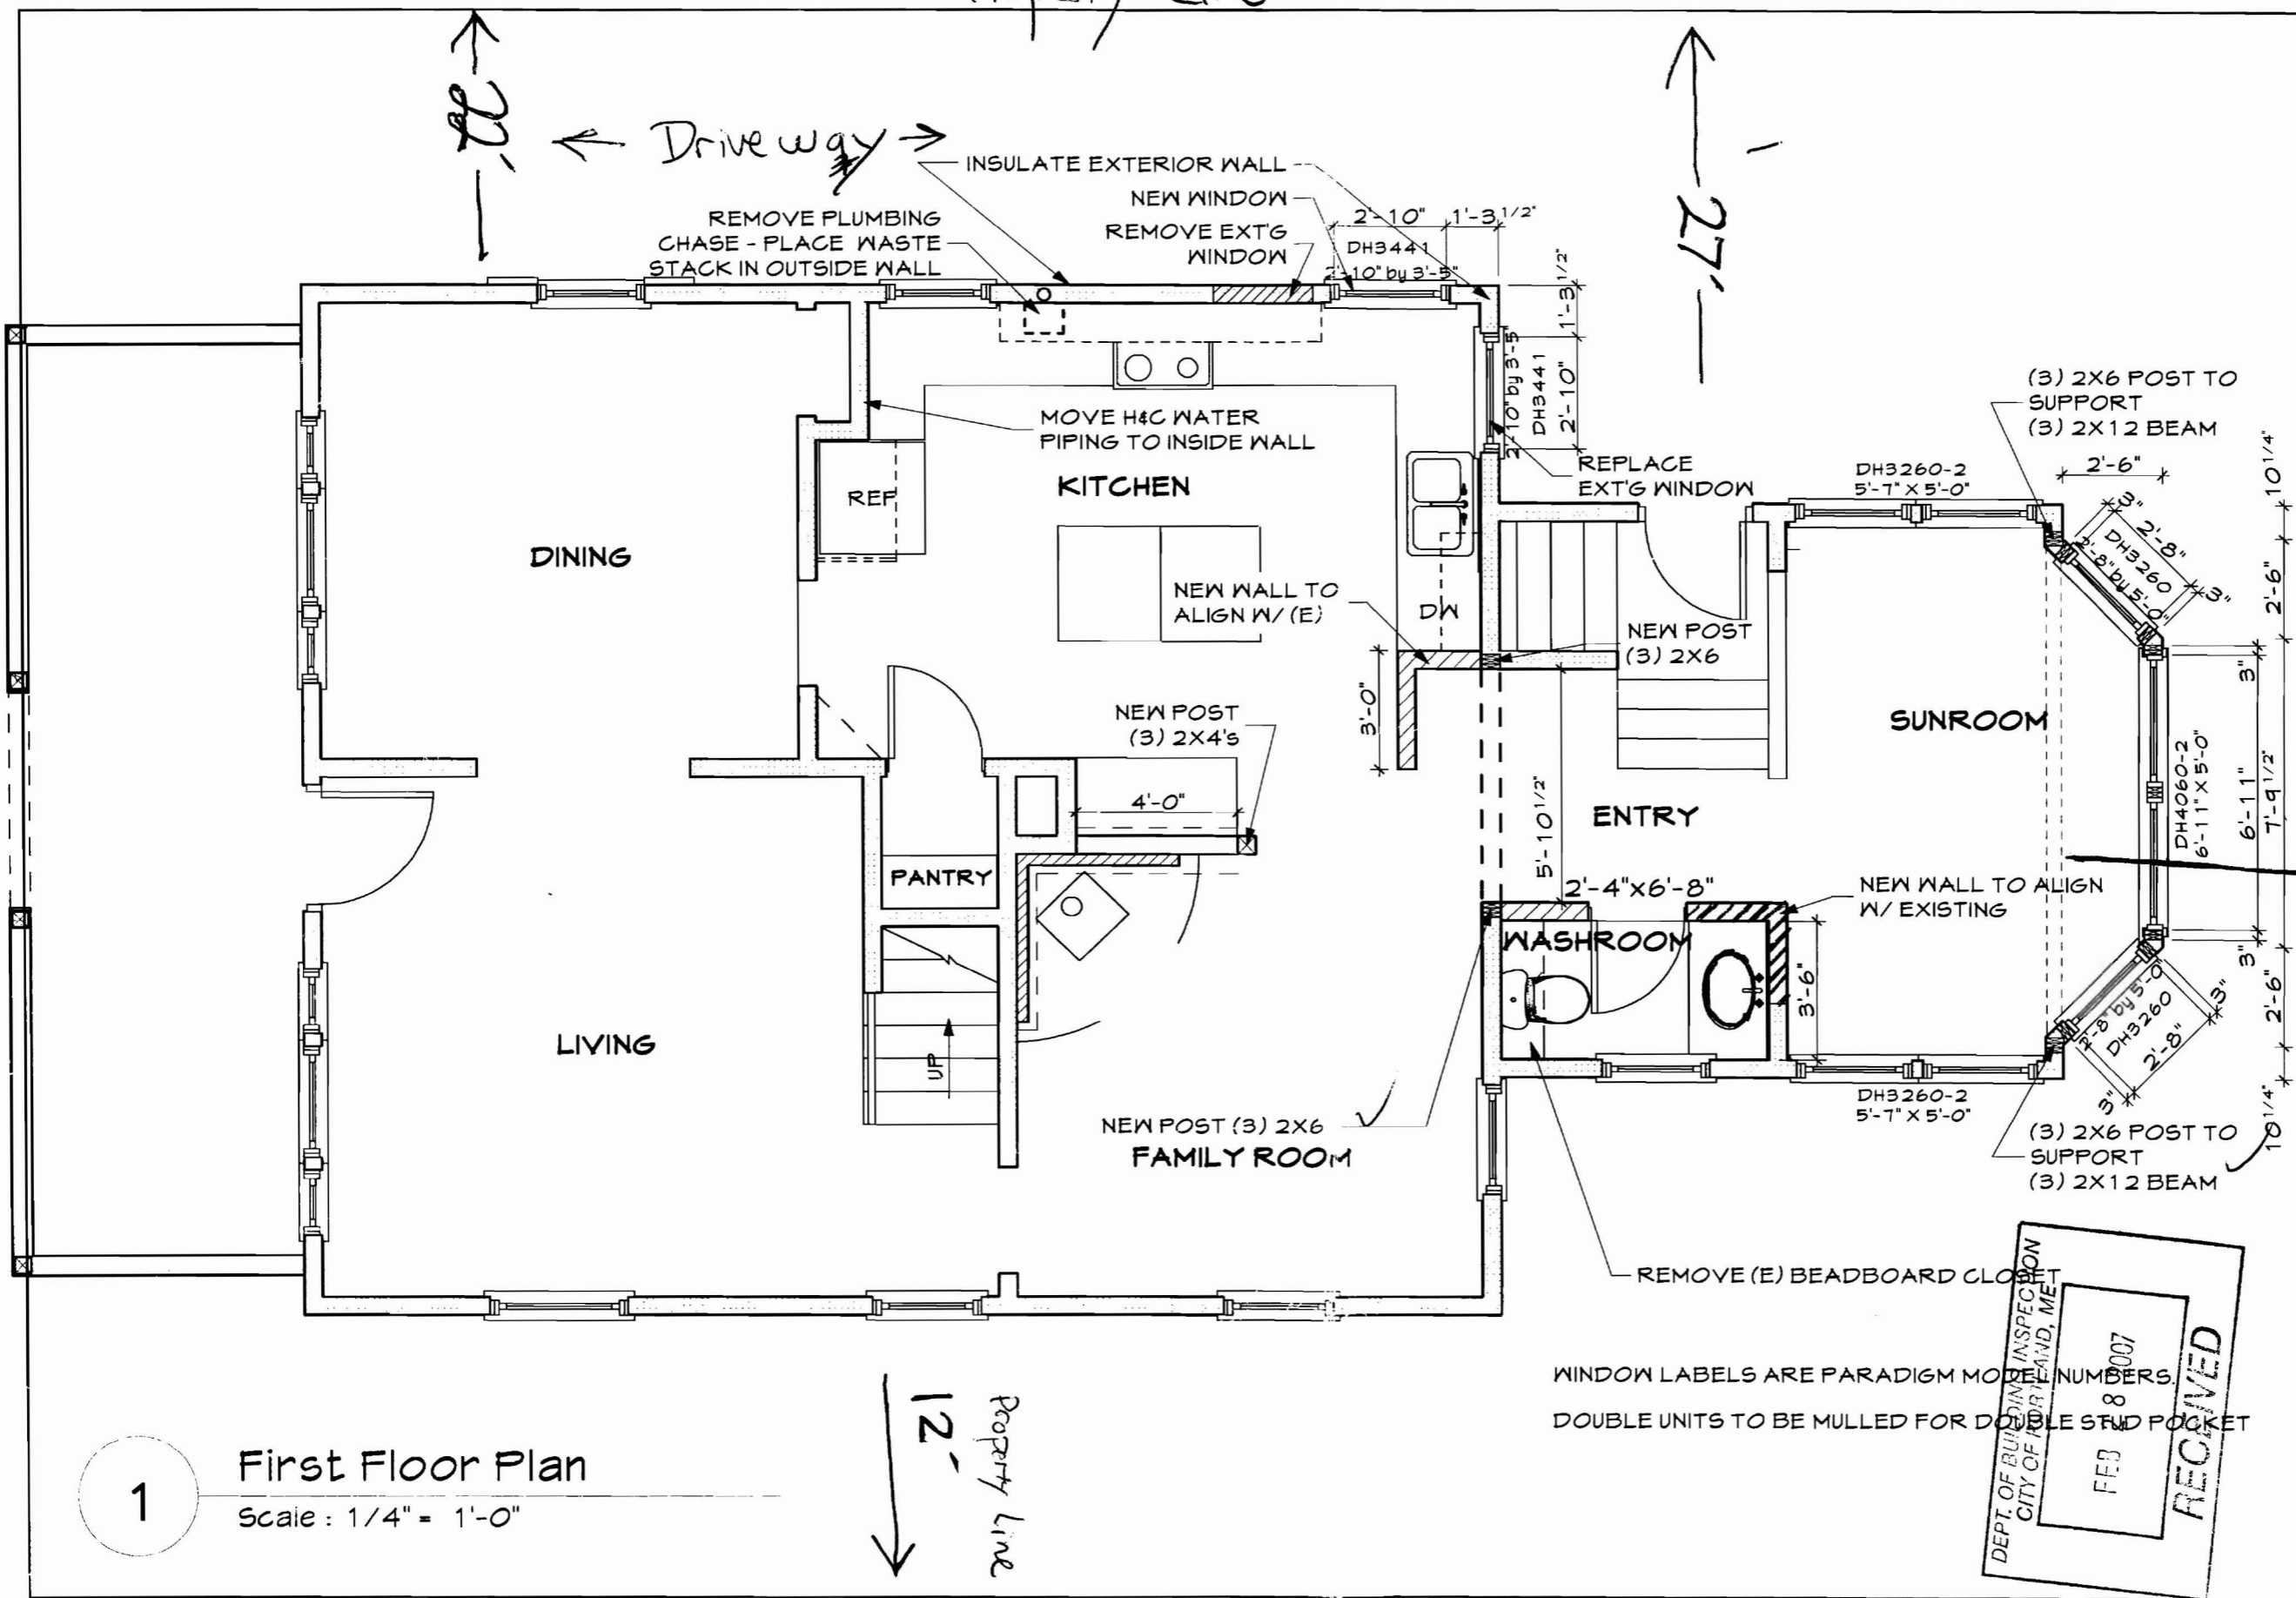 22'
← Driveway →
27'
INSULATE EXTERIOR WALL
NEW WINDOW
REMOVE EXT'G
WINDOW
REMOVE PLUMBING
CHASE - PLACE WASTE
STACK IN OUTSIDE WALL
2'-10"
1'-3 1/2"
DH3441
2'-10" by 3'-5"
1'-3 1/2"
2'-10"
DH3441
2'-10" by 3'-5"
MOVE H&C WATER
PIPING TO INSIDE WALL
REPLACE
EXT'G WINDOW
(3) 2X6 POST TO
SUPPORT
(3) 2X12 BEAM
DH3260-2
5'-7" X 5'-0"
2'-6"
10 1/4"
3"
2'-8"
DH3260
2'-8" by 5'-0"
3"
2'-6"
REF
KITCHEN
DINING
NEW WALL TO
ALIGN W/ (E)
DW
NEW POST
(3) 2X6
3'-0"
NEW POST
(3) 2X4's
4'-0"
SUNROOM
3"
DH4060-2
6'-11" X 5'-0"
6'-11"
7'-9 1/2"
3"
ENTRY
5'-10 1/2"
2'-4"x6'-8"
NEW WALL TO ALIGN
W/ EXISTING
PANTRY
WASHROOM
3'-6"
LIVING
UP
2'-8" by 5'-0
DH3260
2'-8"
3"
3"
2'-6"
10 1/4"
DH3260-2
5'-7" X 5'-0"
NEW POST (3) 2X6
FAMILY ROOM
(3) 2X6 POST TO
SUPPORT
(3) 2X12 BEAM
REMOVE (E) BEADBOARD CLOSET
WINDOW LABELS ARE PARADIGM MODEL NUMBERS.
DOUBLE UNITS TO BE MULLED FOR DOUBLE STUD POCKET
DEPT. OF BUILDING INSPECTION
CITY OF PORTLAND, ME
FEB 8 2007
RECEIVED
12'
Property Line
1
First Floor Plan
Scale : 1/4" = 1'-0"